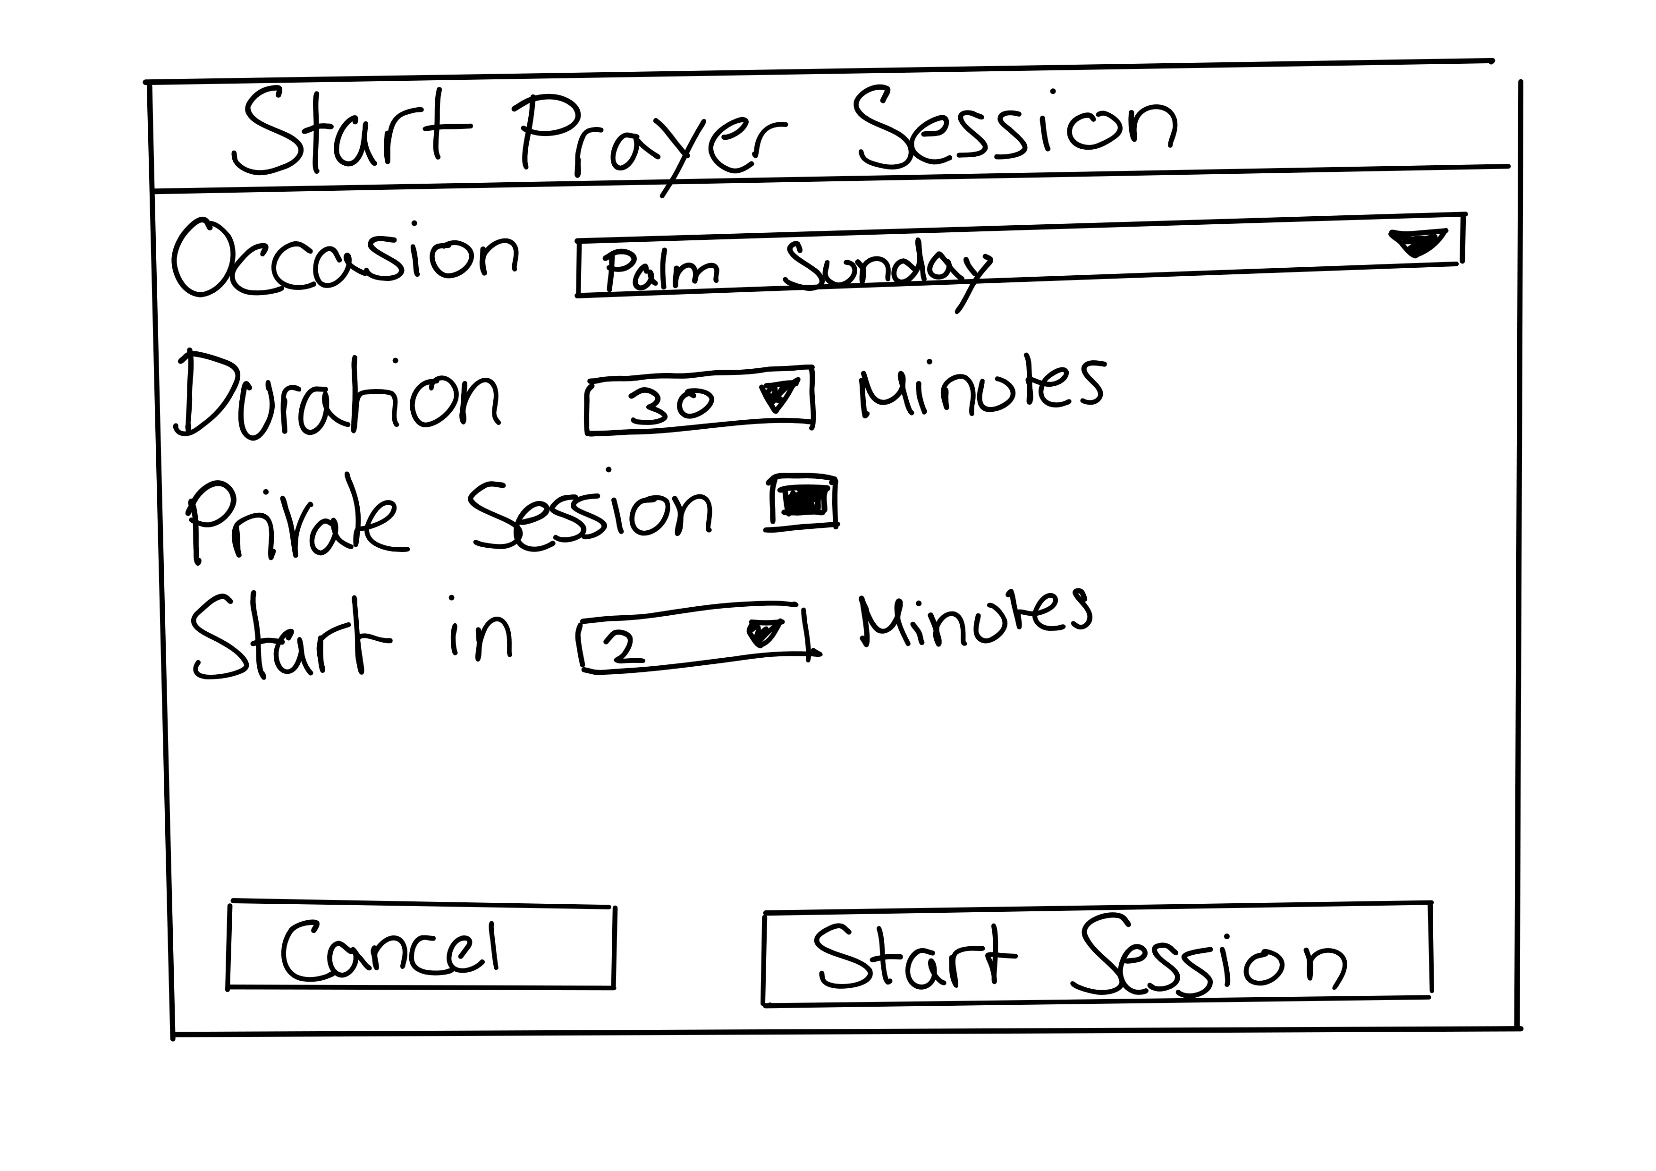 Start Prayer Session
Occasion Palm Sunday
Duration 30 Minutes
Private Session
Start in 2 Minutes
Cancel Start Session